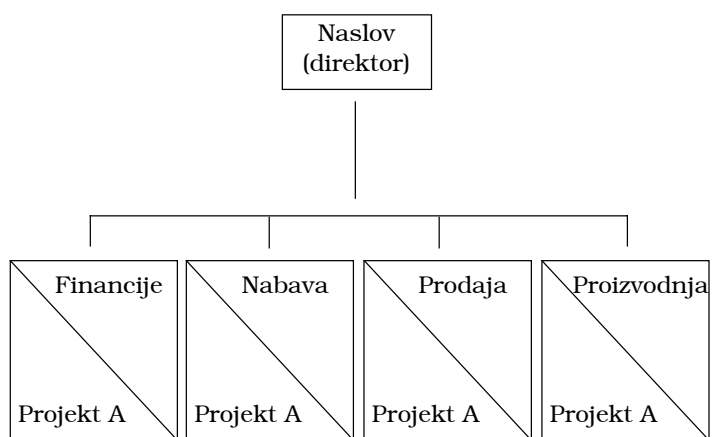 Naslov
(direktor)
Financije
Nabava
Prodaja
Proizvodnja
Projekt A
Projekt A
Projekt A
Projekt A